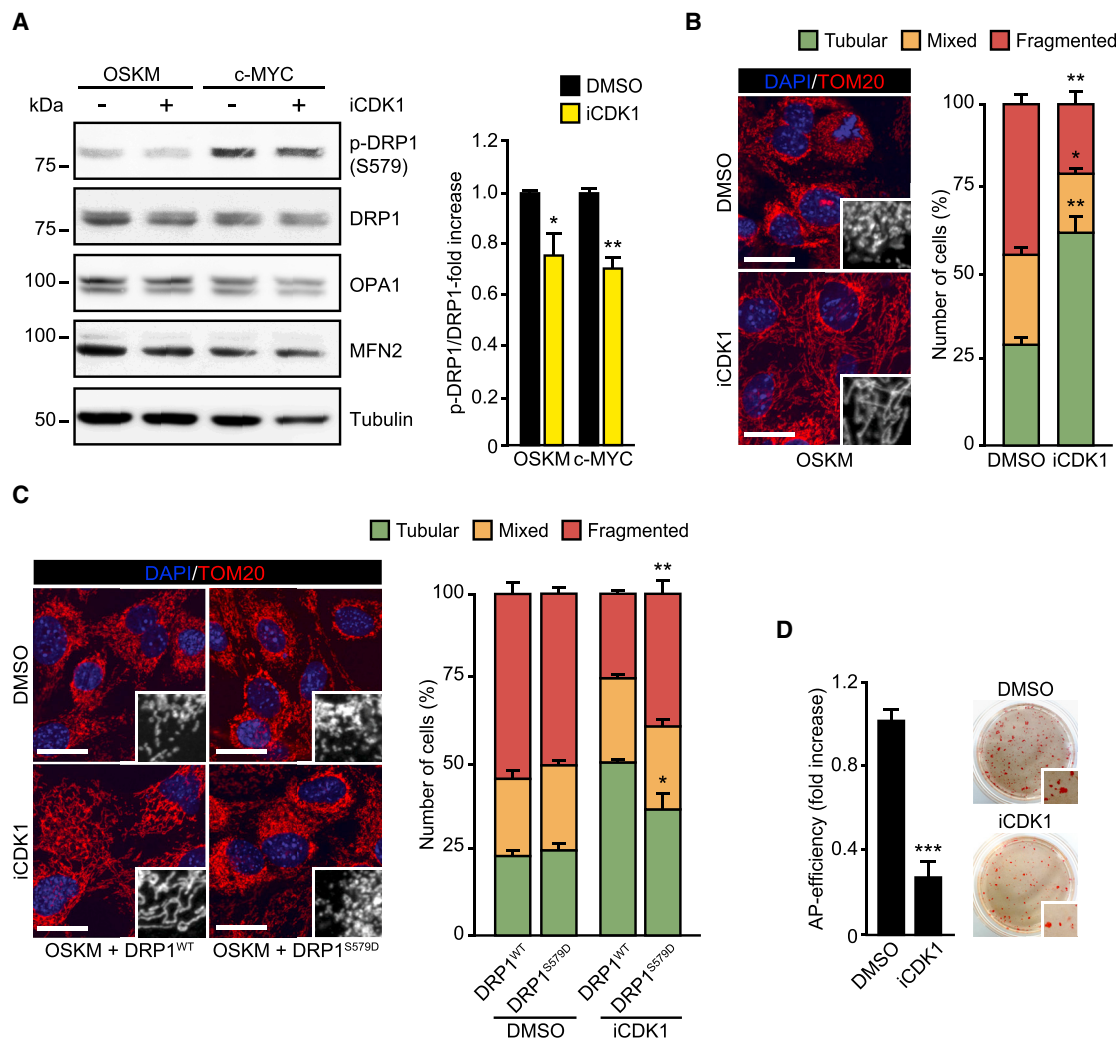 A
OSKM
c-MYC
kDa
-
+
-
+
iCDK1
75
p-DRP1
(S579)
75
DRP1
100
OPA1
100
MFN2
50
Tubulin
DMSO
iCDK1
p-DRP1/DRP1-fold increase
1.2
1.0
0.8
0.6
0.4
0.2
0
*
**
OSKM c-MYC
B
Tubular
Mixed
Fragmented
DAPI/TOM20
DMSO
iCDK1
OSKM
Number of cells (%)
100
75
50
25
0
**
*
**
DMSO iCDK1
C
Tubular
Mixed
Fragmented
DAPI/TOM20
DMSO
iCDK1
OSKM + DRP1WT
OSKM + DRP1S579D
Number of cells (%)
100
75
50
25
0
**
*
DRP1WT
DRP1S579D
DRP1WT
DRP1S579D
DMSO
iCDK1
D
AP-efficiency (fold increase)
1.2
0.8
0.4
0
***
DMSO
iCDK1
DMSO
iCDK1